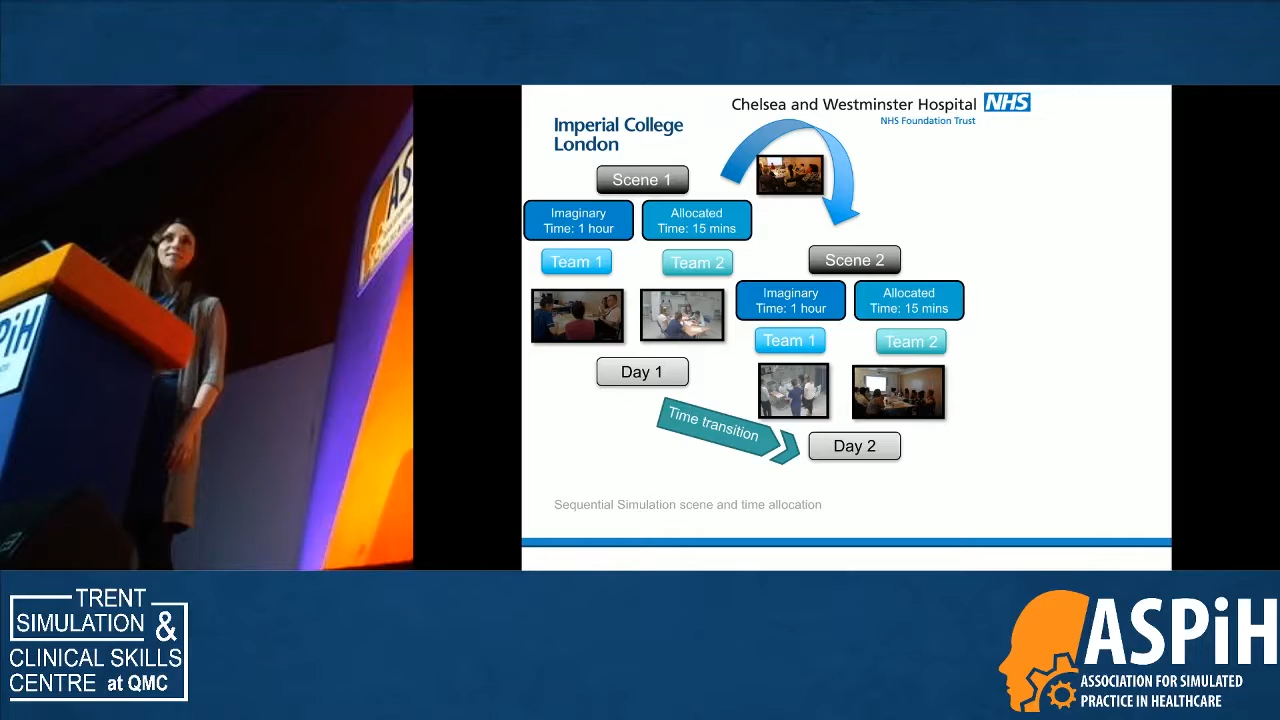 Chelsea and Westminster Hospital NHS
NHS Foundation Trust
Imperial College
London
Scene 1
Imaginary
Time: 1 hour
Allocated
Time: 15 mins
Team 1
Team 2
Day 1
Time transition
Scene 2
Imaginary
Time: 1 hour
Allocated
Time: 15 mins
Team 1
Team 2
Day 2
Sequential Simulation scene and time allocation
PiH
AS
TRENT
SIMULATION &
CLINICAL SKILLS
CENTRE at QMC
ASPiH
ASSOCIATION FOR SIMULATED
PRACTICE IN HEALTHCARE